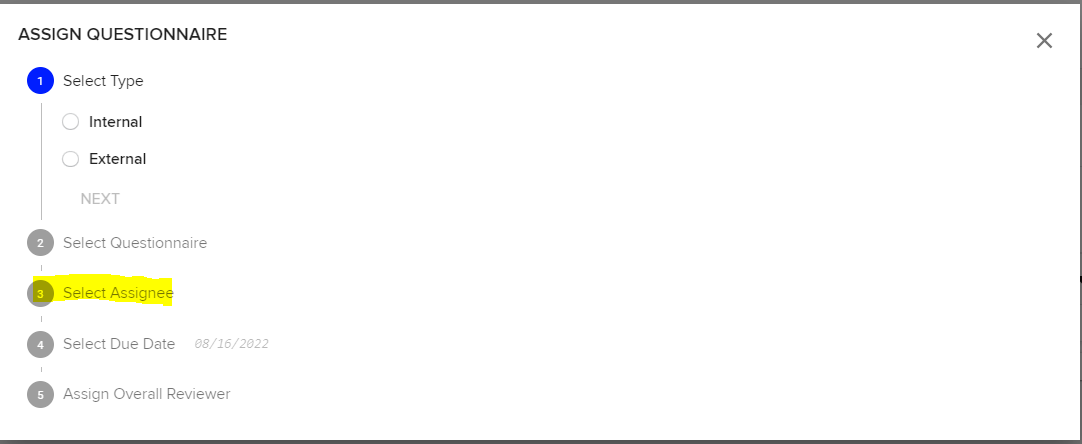 ASSIGN QUESTIONNAIRE
1 Select Type
Internal
External
NEXT
2 Select Questionnaire
3 Select Assignee
4 Select Due Date 08/16/2022
5 Assign Overall Reviewer